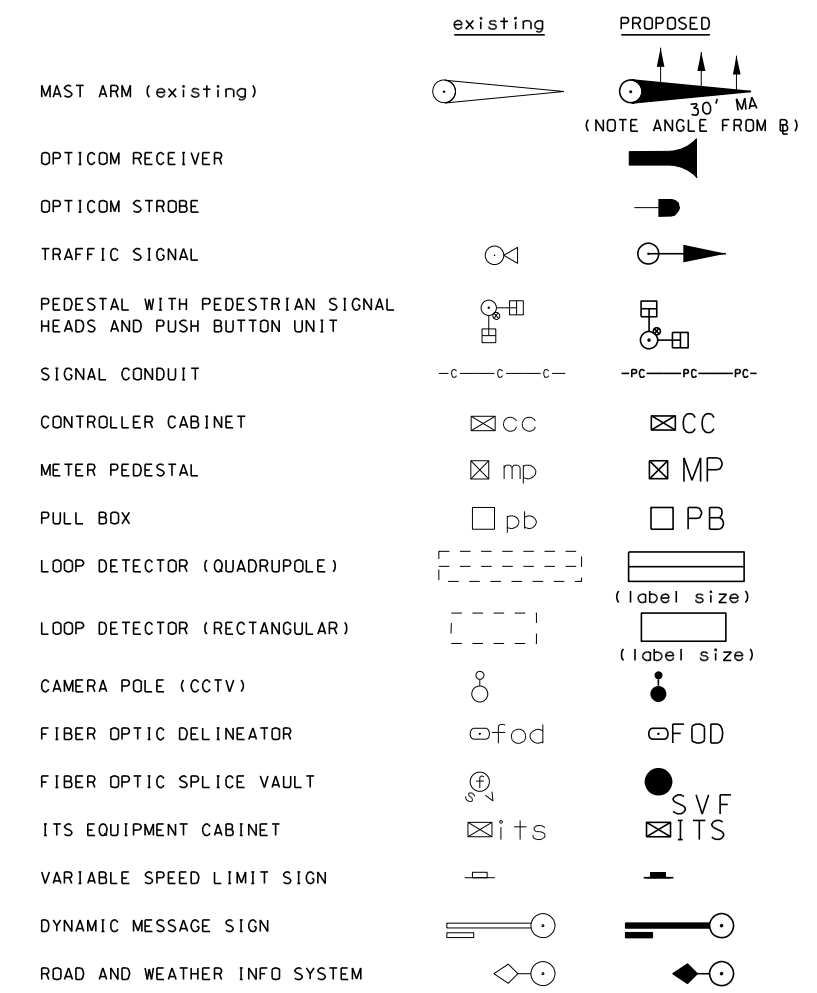 existing PROPOSED
MAST ARM (existing) 30' MA
(NOTE ANGLE FROM ℄)
OPTICOM RECEIVER
OPTICOM STROBE
TRAFFIC SIGNAL
PEDESTAL WITH PEDESTRIAN SIGNAL
HEADS AND PUSH BUTTON UNIT
SIGNAL CONDUIT C C C PC PC PC
CONTROLLER CABINET cc CC
METER PEDESTAL mp MP
PULL BOX pb PB
LOOP DETECTOR (QUADRUPOLE)
(label size)
LOOP DETECTOR (RECTANGULAR)
(label size)
CAMERA POLE (CCTV)
FIBER OPTIC DELINEATOR fod FOD
FIBER OPTIC SPLICE VAULT f
S V SVF
ITS EQUIPMENT CABINET its ITS
VARIABLE SPEED LIMIT SIGN
DYNAMIC MESSAGE SIGN
ROAD AND WEATHER INFO SYSTEM